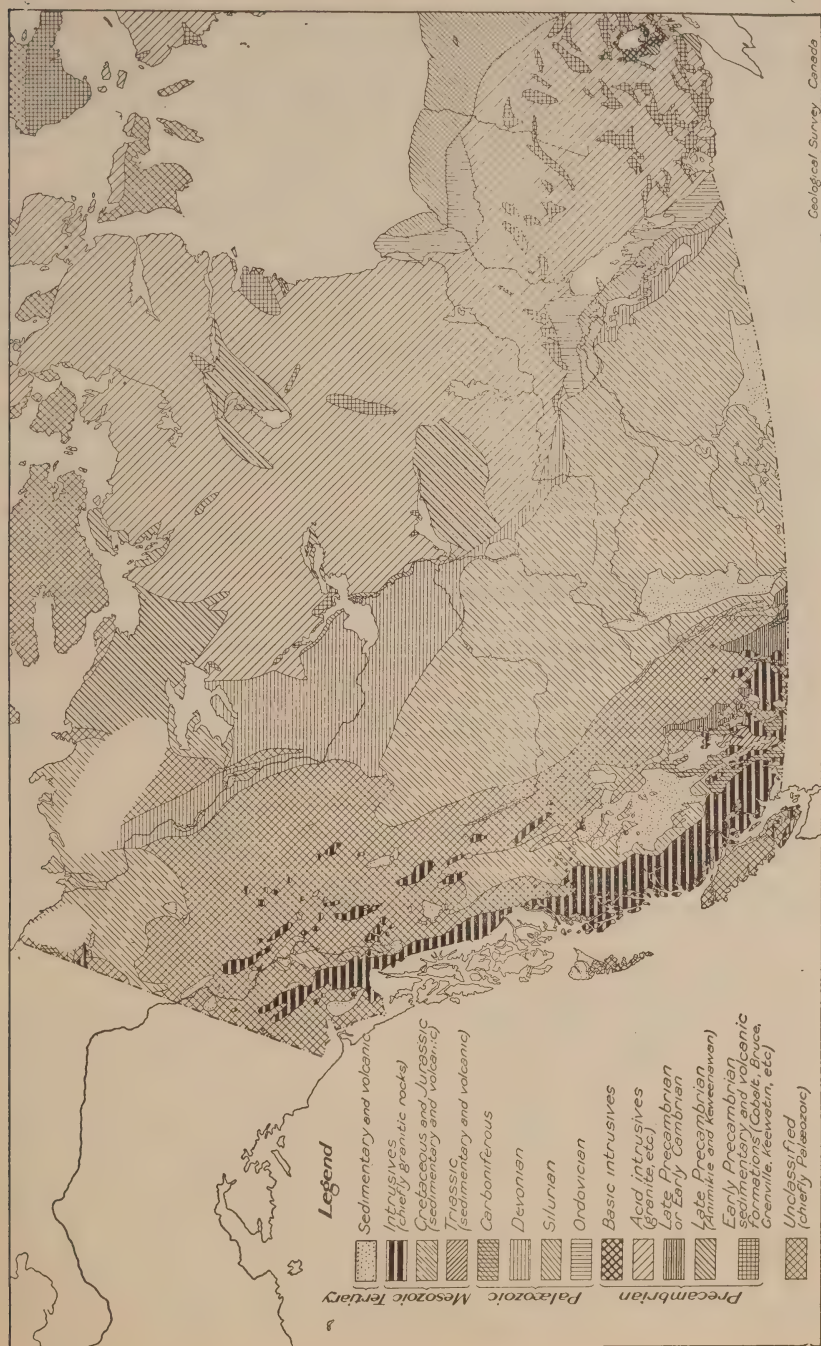 Legend
Tertiary
Sedimentary and volcanic
Mesozoic
Intrusives
(chiefly granitic rocks)
Cretaceous and Jurassic
(sedimentary and volcanic)
Triassic
(sedimentary and volcanic)
Palæozoic
Carboniferous
Devonian
Silurian
Ordovician
Precambrian
Basic intrusives
Acid intrusives
(granite, etc.)
Late Precambrian
or Early Cambrian
Late Precambrian
(Animikie and Keweenawan)
Early Precambrian
sedimentary and volcanic
formations (Cobalt, Bruce,
Grenville, Keewatin, etc)
Unclassified
(chiefly Palæozoic)
Geological Survey Canada